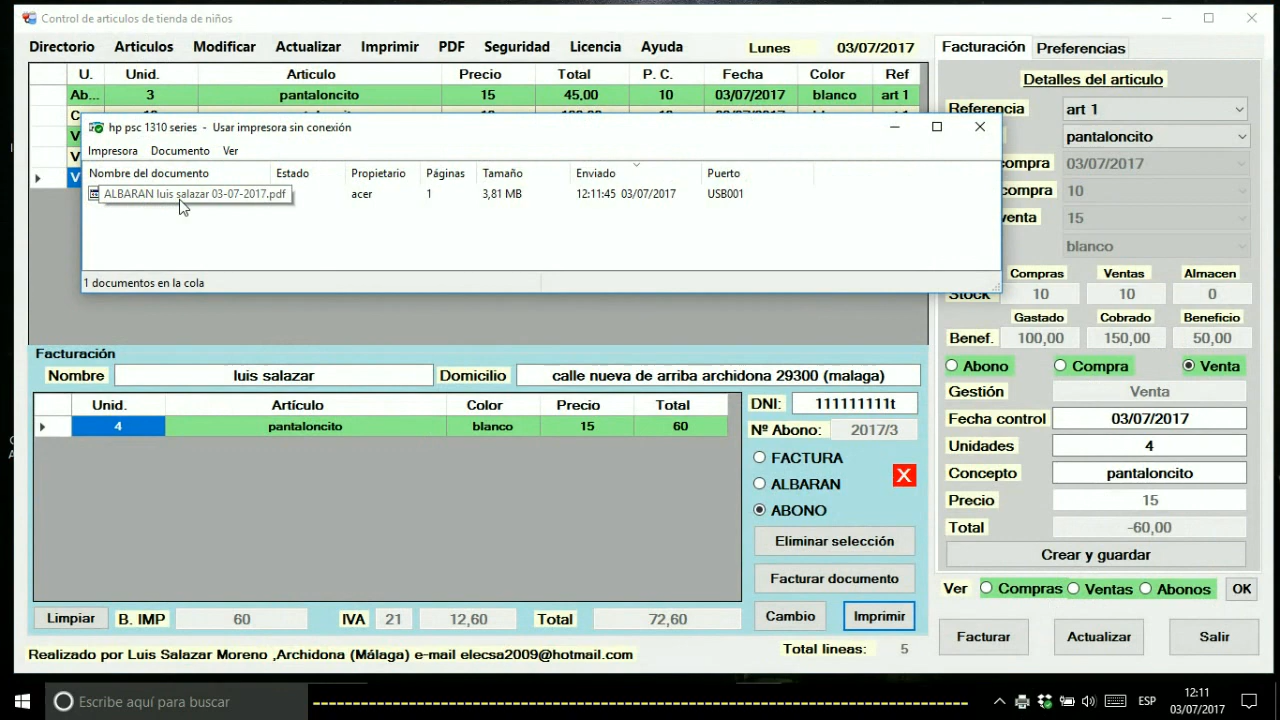 Control de articulos de tienda de niños
Directorio Articulos Modificar Actualizar Imprimir PDF Seguridad Licencia Ayuda Lunes 03/07/2017
U. Unid. Articulo Precio Total P. C. Fecha Color Ref
Ab... 3 pantaloncito 15 45,00 10 03/07/2017 blanco art 1
hp psc 1310 series - Usar impresora sin conexión
Impresora Documento Ver
Nombre del documento Estado Propietario Páginas Tamaño Enviado Puerto
ALBARAN luis salazar 03-07-2017.pdf acer 1 3,81 MB 12:11:45 03/07/2017 USB001
1 documentos en la cola
Facturación
Nombre luis salazar Domicilio calle nueva de arriba archidona 29300 (malaga)
Unid. Artículo Color Precio Total
4 pantaloncito blanco 15 60
DNI: 111111111t
Nº Abono: 2017/3
FACTURA
ALBARAN
X
ABONO
Eliminar selección
Facturar documento
Limpiar B. IMP 60 IVA 21 12,60 Total 72,60 Cambio Imprimir
Realizado por Luis Salazar Moreno ,Archidona (Málaga) e-mail elecsa2009@hotmail.com
Total lineas: 5
Facturación Preferencias
Detalles del articulo
Referencia art 1
pantaloncito
compra 03/07/2017
compra 10
venta 15
blanco
Compras Ventas Almacen
Stock 10 10 0
Gastado Cobrado Beneficio
Benef. 100,00 150,00 50,00
Abono Compra Venta
Gestión Venta
Fecha control 03/07/2017
Unidades 4
Concepto pantaloncito
Precio 15
Total -60,00
Crear y guardar
Ver Compras Ventas Abonos OK
Facturar Actualizar Salir
Escribe aquí para buscar
ESP
12:11
03/07/2017